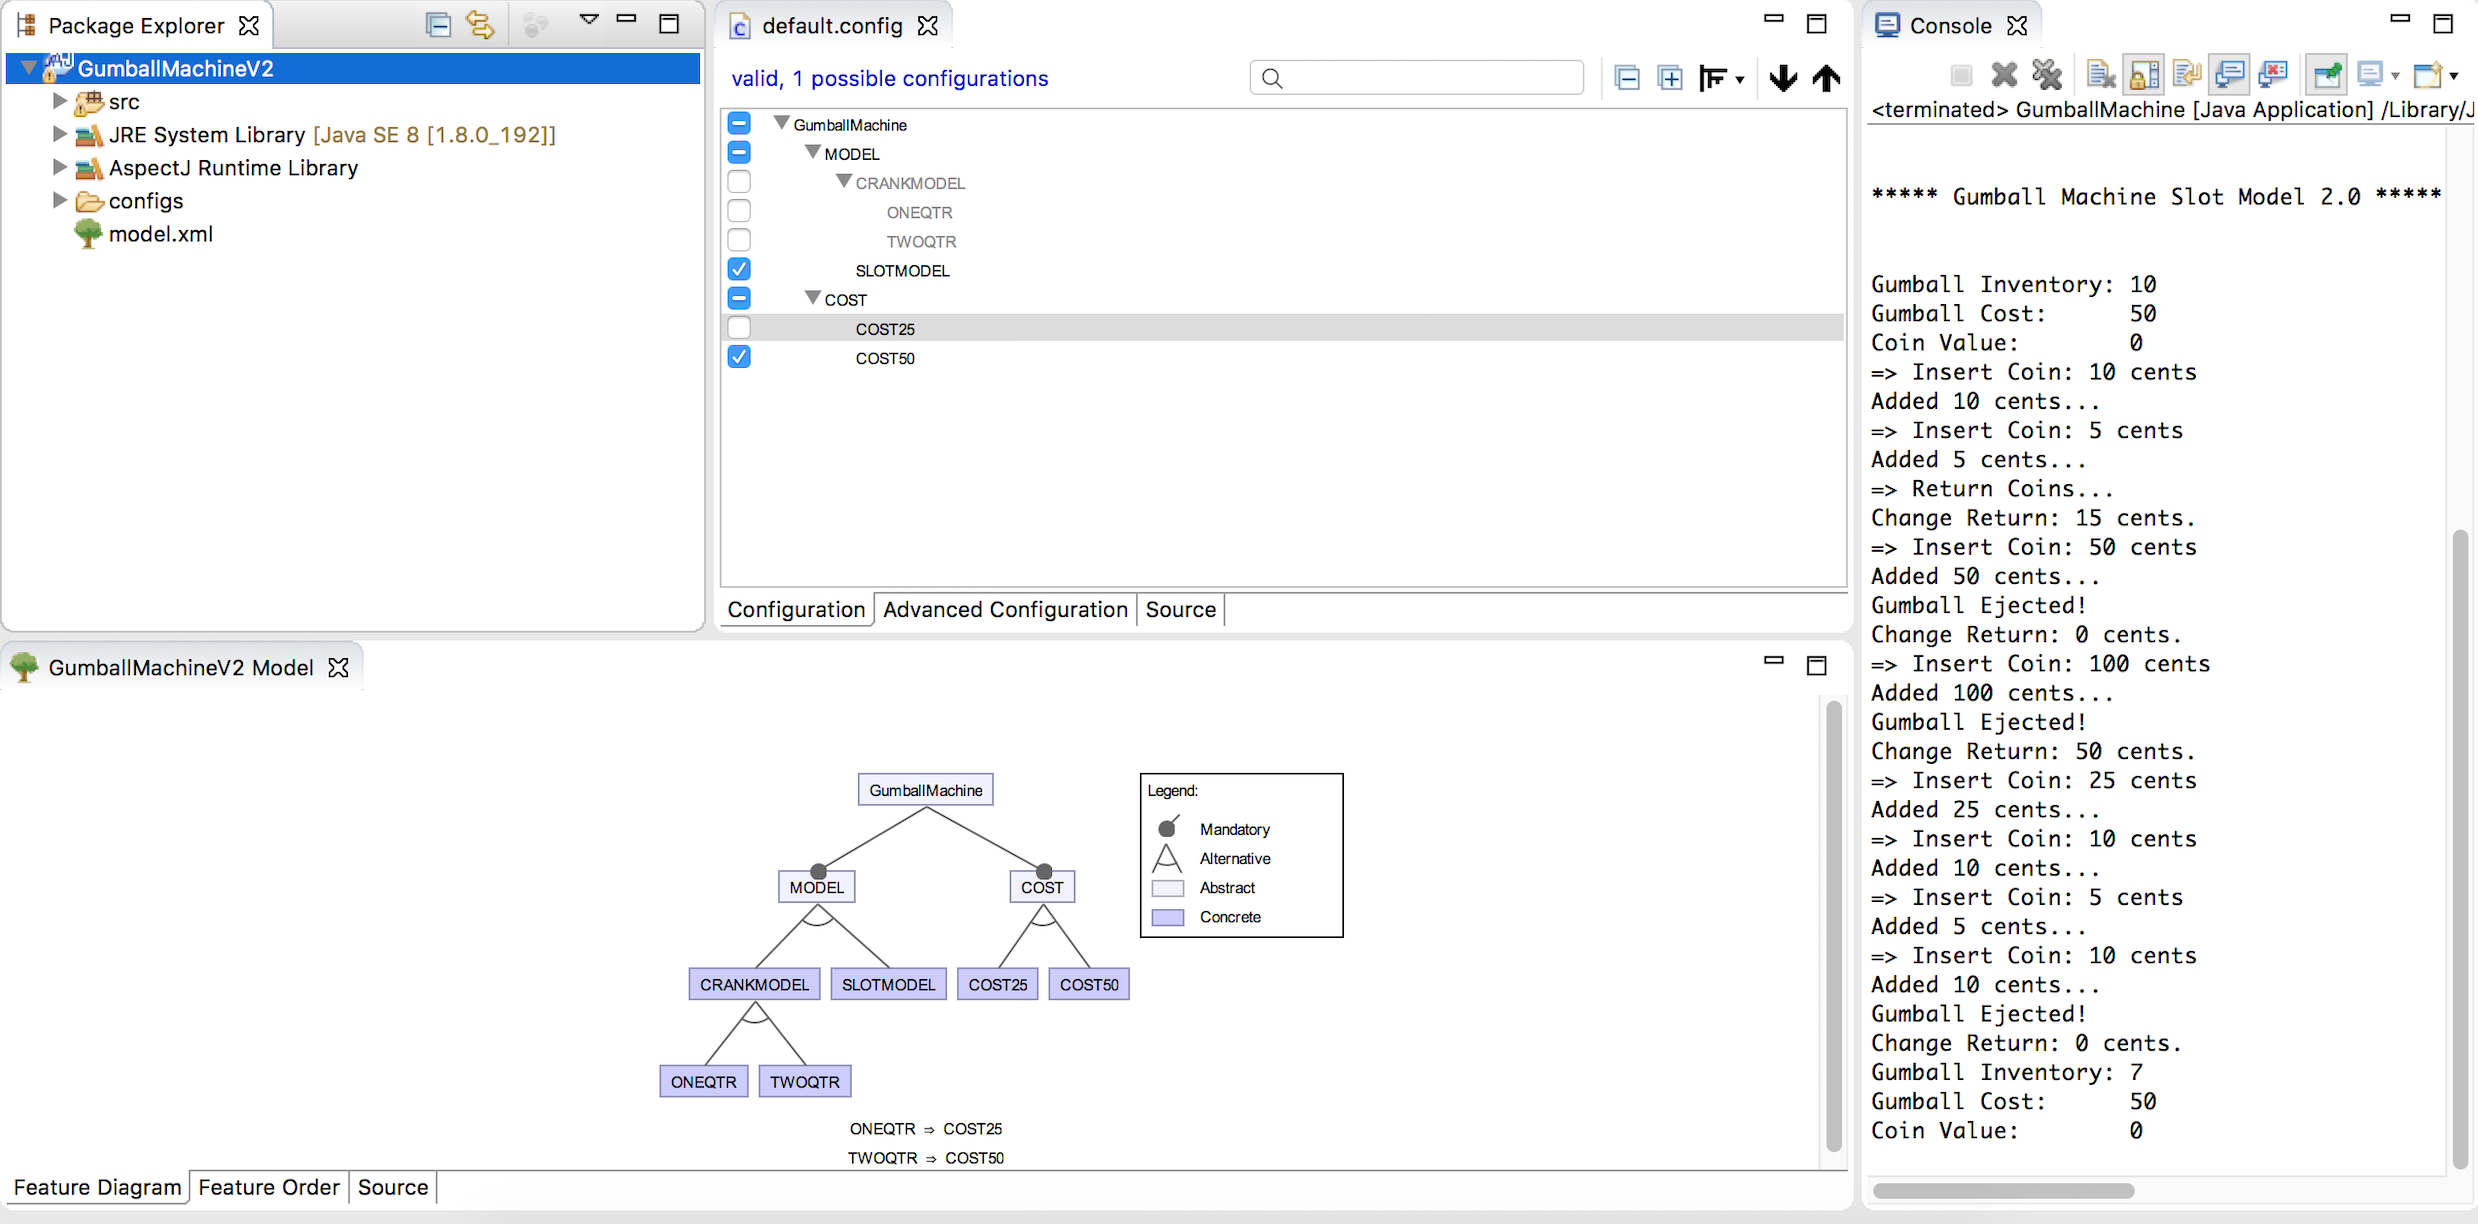 Package Explorer
GumballMachineV2
src
JRE System Library [Java SE 8 [1.8.0_192]]
AspectJ Runtime Library
configs
model.xml
default.config
valid, 1 possible configurations
GumballMachine
MODEL
CRANKMODEL
ONEQTR
TWOQTR
SLOTMODEL
COST
COST25
COST50
Configuration
Advanced Configuration
Source
GumballMachineV2 Model
GumballMachine
MODEL
COST
CRANKMODEL
SLOTMODEL
COST25
COST50
ONEQTR
TWOQTR
ONEQTR ⇒ COST25
TWOQTR ⇒ COST50
Legend:
Mandatory
Alternative
Abstract
Concrete
Feature Diagram
Feature Order
Source
Console
<terminated> GumballMachine [Java Application] /Library/J
***** Gumball Machine Slot Model 2.0 *****
Gumball Inventory: 10
Gumball Cost: 50
Coin Value: 0
=> Insert Coin: 10 cents
Added 10 cents...
=> Insert Coin: 5 cents
Added 5 cents...
=> Return Coins...
Change Return: 15 cents.
=> Insert Coin: 50 cents
Added 50 cents...
Gumball Ejected!
Change Return: 0 cents.
=> Insert Coin: 100 cents
Added 100 cents...
Gumball Ejected!
Change Return: 50 cents.
=> Insert Coin: 25 cents
Added 25 cents...
=> Insert Coin: 10 cents
Added 10 cents...
=> Insert Coin: 5 cents
Added 5 cents...
=> Insert Coin: 10 cents
Added 10 cents...
Gumball Ejected!
Change Return: 0 cents.
Gumball Inventory: 7
Gumball Cost: 50
Coin Value: 0